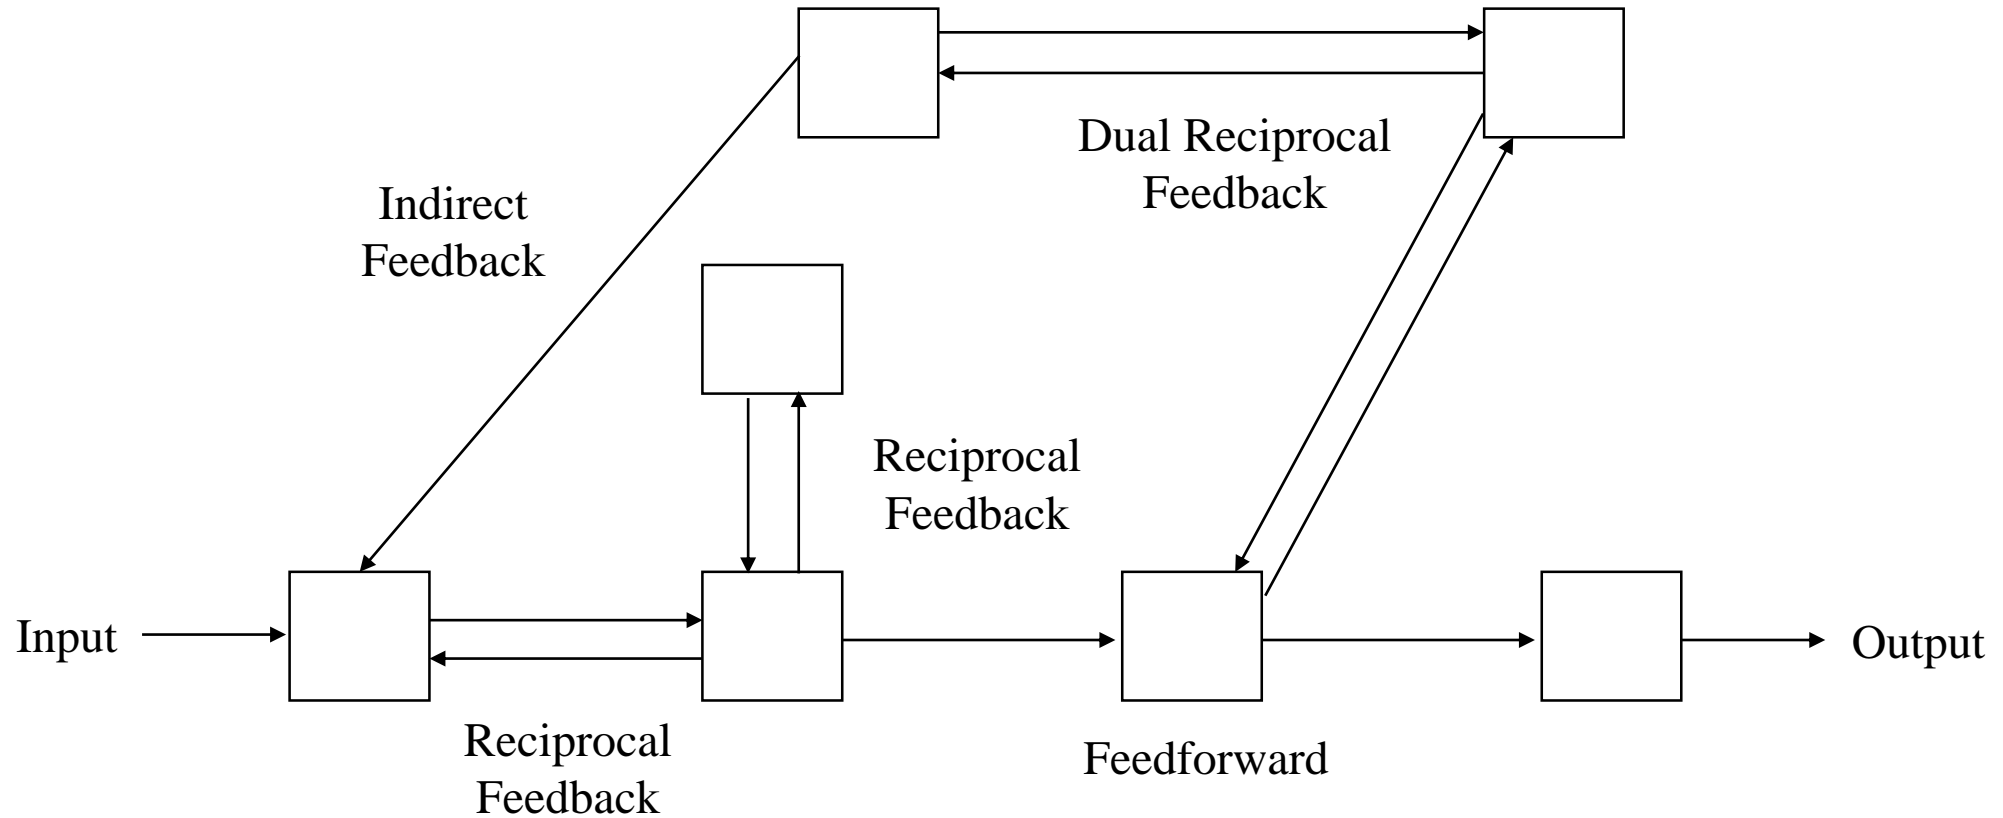 Dual Reciprocal
Feedback
Indirect
Feedback
Reciprocal
Feedback
Input
Output
Reciprocal
Feedback
Feedforward